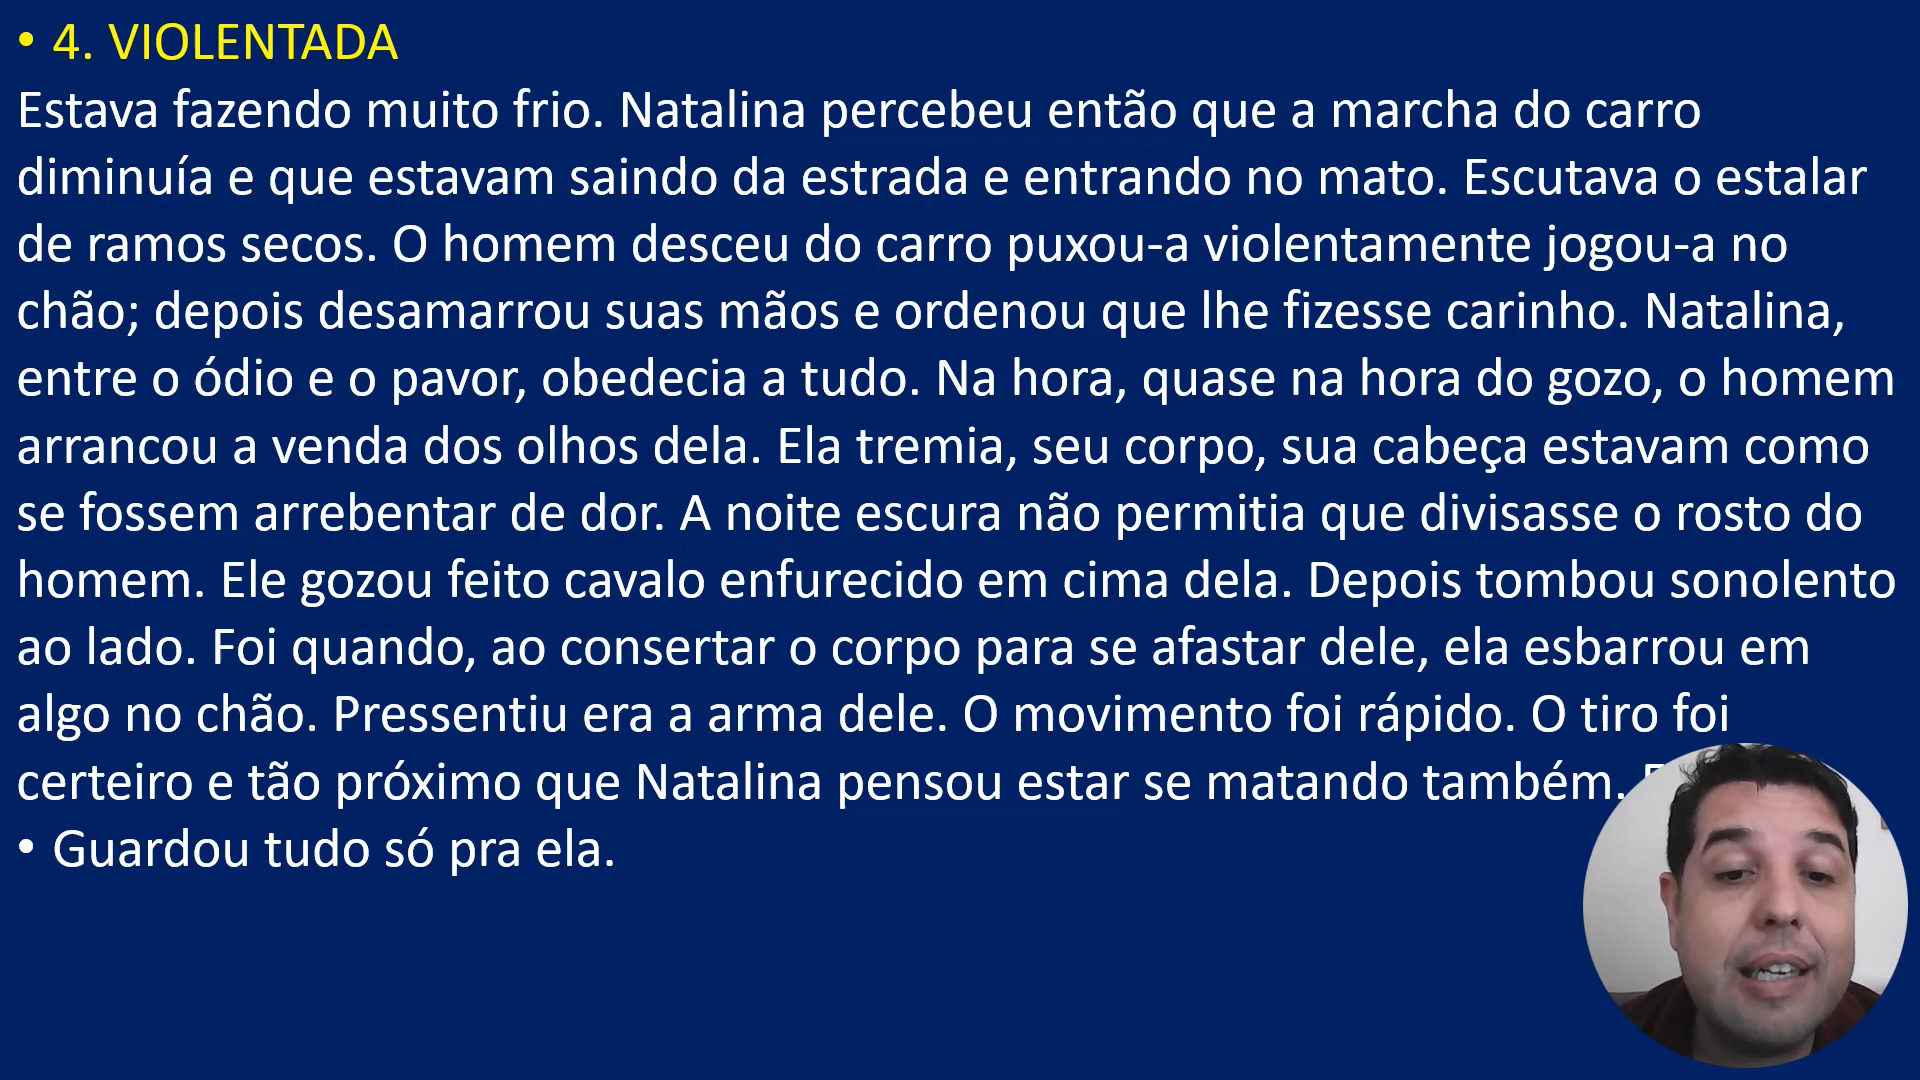 • 4. VIOLENTADA
Estava fazendo muito frio. Natalina percebeu então que a marcha do carro
diminuía e que estavam saindo da estrada e entrando no mato. Escutava o estalar
de ramos secos. O homem desceu do carro puxou-a violentamente jogou-a no
chão; depois desamarrou suas mãos e ordenou que lhe fizesse carinho. Natalina,
entre o ódio e o pavor, obedecia a tudo. Na hora, quase na hora do gozo, o homem
arrancou a venda dos olhos dela. Ela tremia, seu corpo, sua cabeça estavam como
se fossem arrebentar de dor. A noite escura não permitia que divisasse o rosto do
homem. Ele gozou feito cavalo enfurecido em cima dela. Depois tombou sonolento
ao lado. Foi quando, ao consertar o corpo para se afastar dele, ela esbarrou em
algo no chão. Pressentiu era a arma dele. O movimento foi rápido. O tiro foi
certeiro e tão próximo que Natalina pensou estar se matando também.
• Guardou tudo só pra ela.